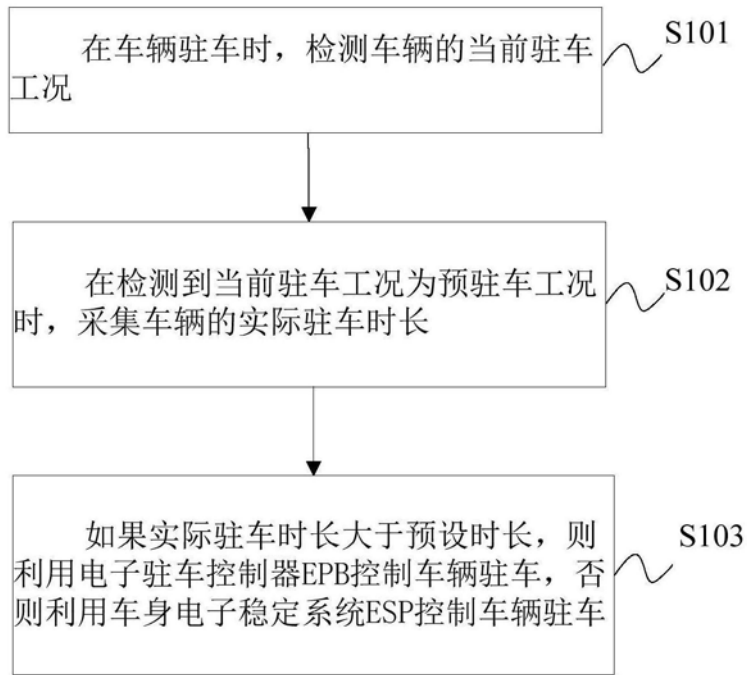 在车辆驻车时，检测车辆的当前驻车
工况
S101
在检测到当前驻车工况为预驻车工况
时，采集车辆的实际驻车时长
S102
如果实际驻车时长大于预设时长，则
利用电子驻车控制器EPB控制车辆驻车，否
则利用车身电子稳定系统ESP控制车辆驻车
S103